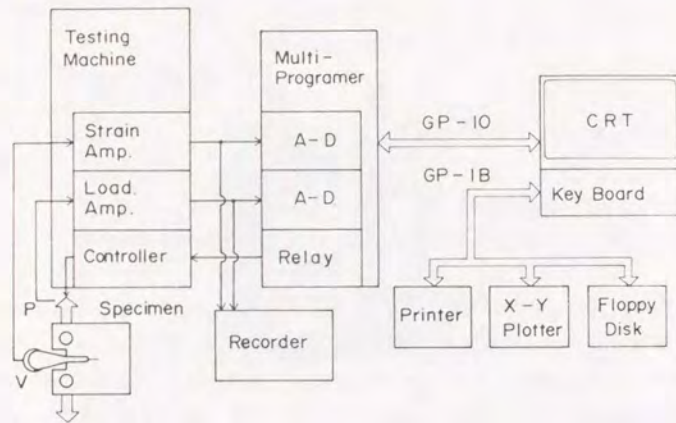 Testing
Machine
Strain
Amp.
Load.
Amp.
Controller
P
Specimen
V
Multi-
Programer
A-D
A-D
Relay
Recorder
GP-IO
GP-IB
CRT
Key Board
Printer
X-Y
Plotter
Floppy
Disk